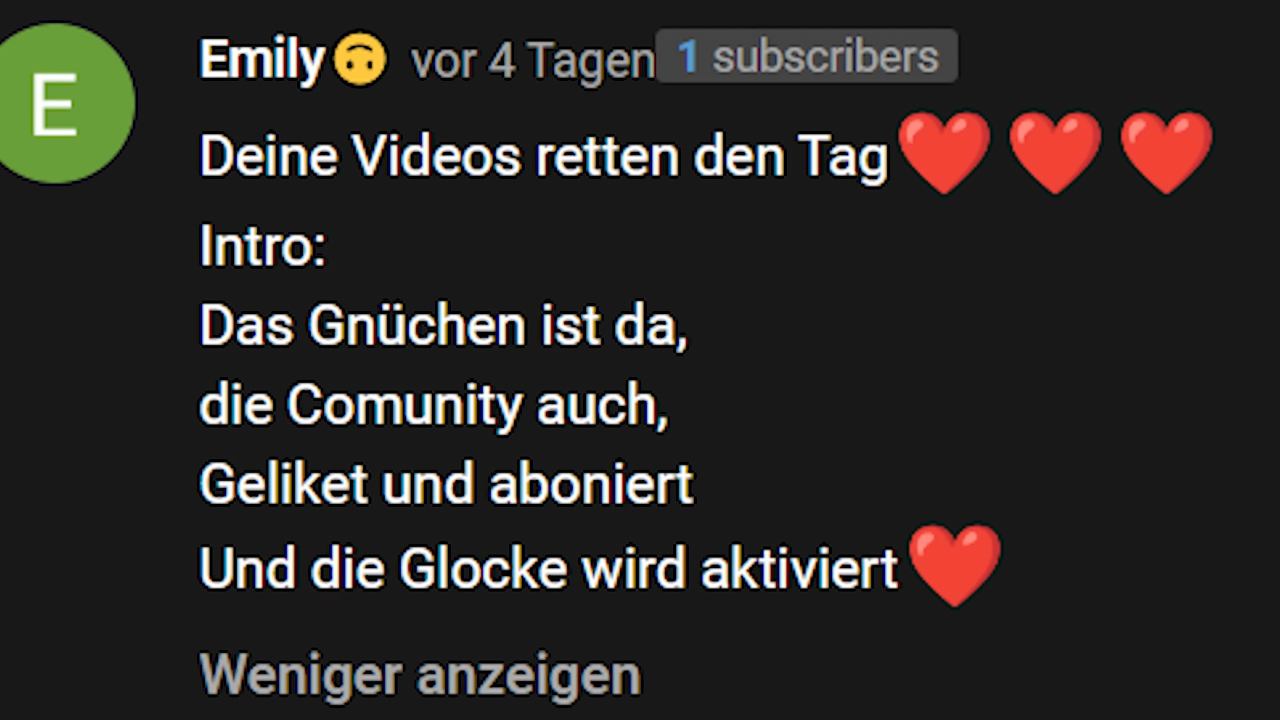 E
Emily🙃 vor 4 Tagen 1 subscribers
Deine Videos retten den Tag❤️❤️❤️
Intro:
Das Gnüchen ist da,
die Comunity auch,
Geliket und aboniert
Und die Glocke wird aktiviert❤️
Weniger anzeigen